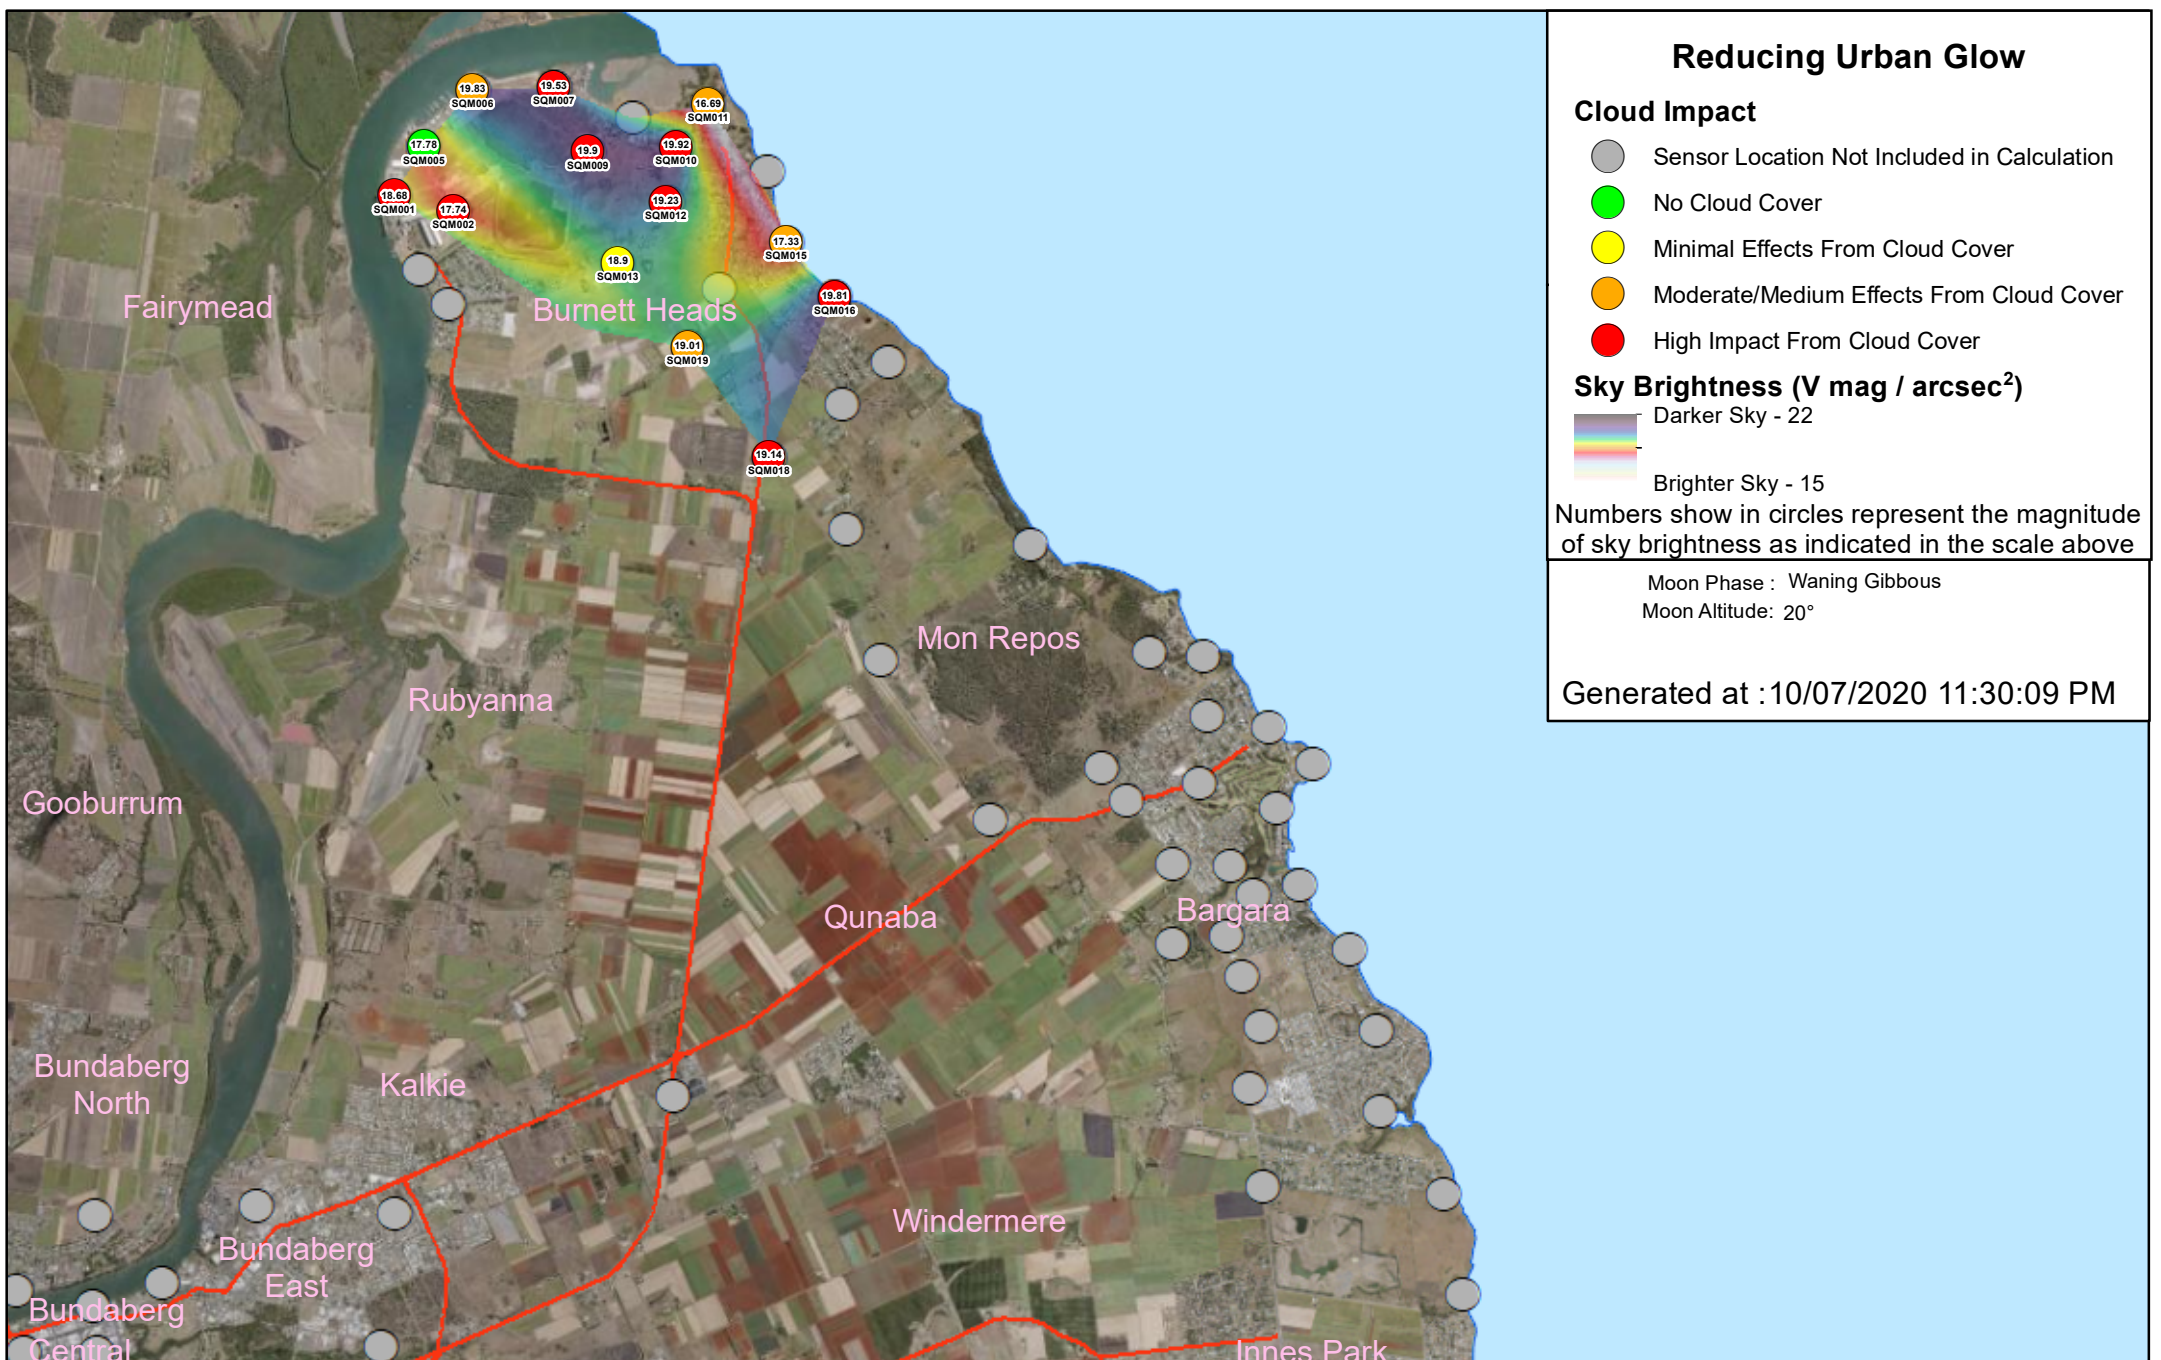 Reducing Urban Glow
Cloud Impact
Sensor Location Not Included in Calculation
No Cloud Cover
Minimal Effects From Cloud Cover
Moderate/Medium Effects From Cloud Cover
High Impact From Cloud Cover
Sky Brightness (V mag / arcsec²)
Darker Sky - 22
Brighter Sky - 15
Numbers show in circles represent the magnitude
of sky brightness as indicated in the scale above
Moon Phase : Waning Gibbous
Moon Altitude: 20°
Generated at :10/07/2020 11:30:09 PM
19.83
SQM006
19.53
SQM007
16.69
SQM011
17.78
SQM005
19.9
SQM009
19.92
SQM010
18.68
SQM001
17.74
SQM002
19.23
SQM012
17.33
SQM015
18.9
SQM013
19.81
SQM016
19.01
SQM019
19.14
SQM018
Fairymead
Burnett Heads
Mon Repos
Rubyanna
Gooburrum
Qunaba
Bargara
Bundaberg
North
Kalkie
Windermere
Bundaberg
East
Bundaberg
Central
Innes Park